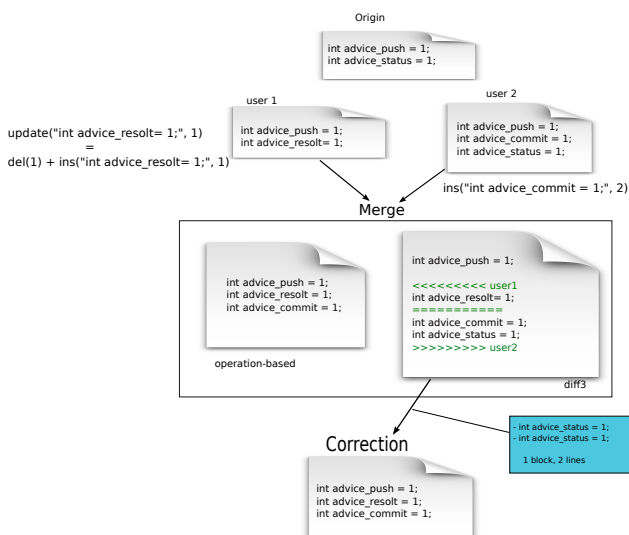 Origin
int advice_push = 1;
int advice_status = 1;
user 1
user 2
int advice_push = 1;
int advice_resolt= 1;
int advice_push = 1;
int advice_commit = 1;
int advice_status = 1;
update("int advice_resolt= 1;", 1)
=
del(1) + ins("int advice_resolt= 1;", 1)
ins("int advice_commit = 1;", 2)
Merge
int advice_push = 1;
int advice_resolt = 1;
int advice_commit = 1;
operation-based
int advice_push = 1;
<<<<<<<<< user1
int advice_resolt= 1;
===========
int advice_commit = 1;
int advice_status = 1;
>>>>>>>>> user2
diff3
- int advice_status = 1;
- int advice_status = 1;
1 block, 2 lines
Correction
int advice_push = 1;
int advice_resolt = 1;
int advice_commit = 1;